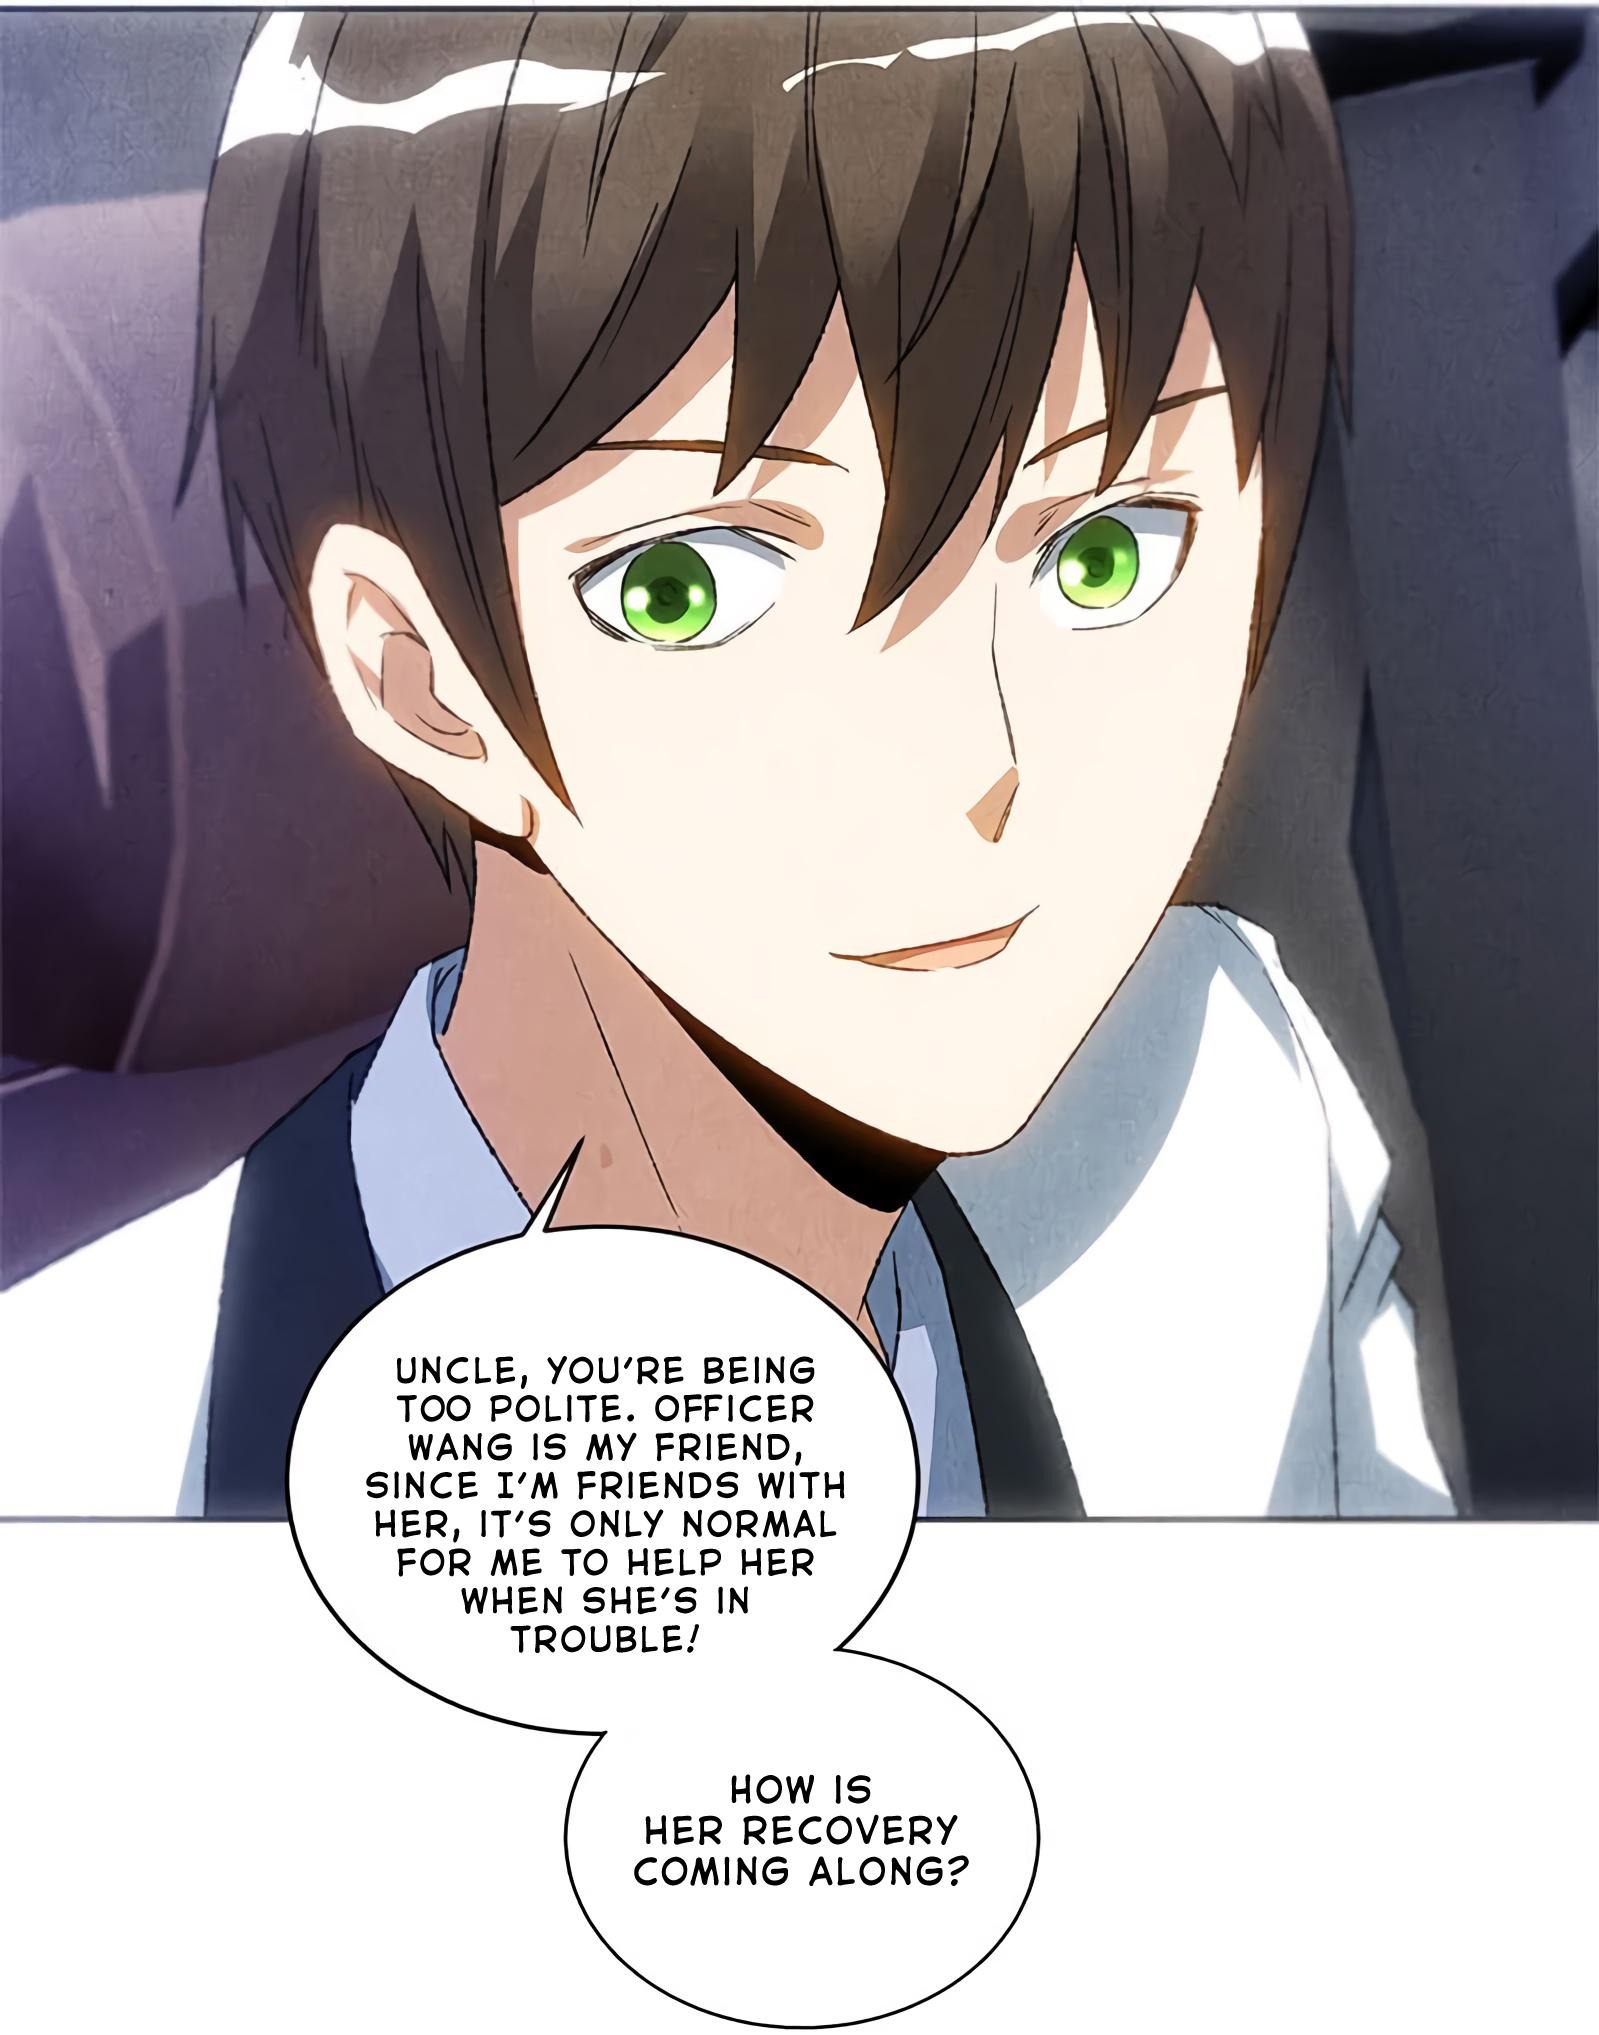 UNCLE, YOU'RE BEING
TOO POLITE. OFFICER
WANG IS MY FRIEND,
SINCE I'M FRIENDS WITH
HER, IT'S ONLY NORMAL
FOR ME TO HELP HER
WHEN SHE'S IN
TROUBLE!
HOW IS
HER RECOVERY
COMING ALONG?